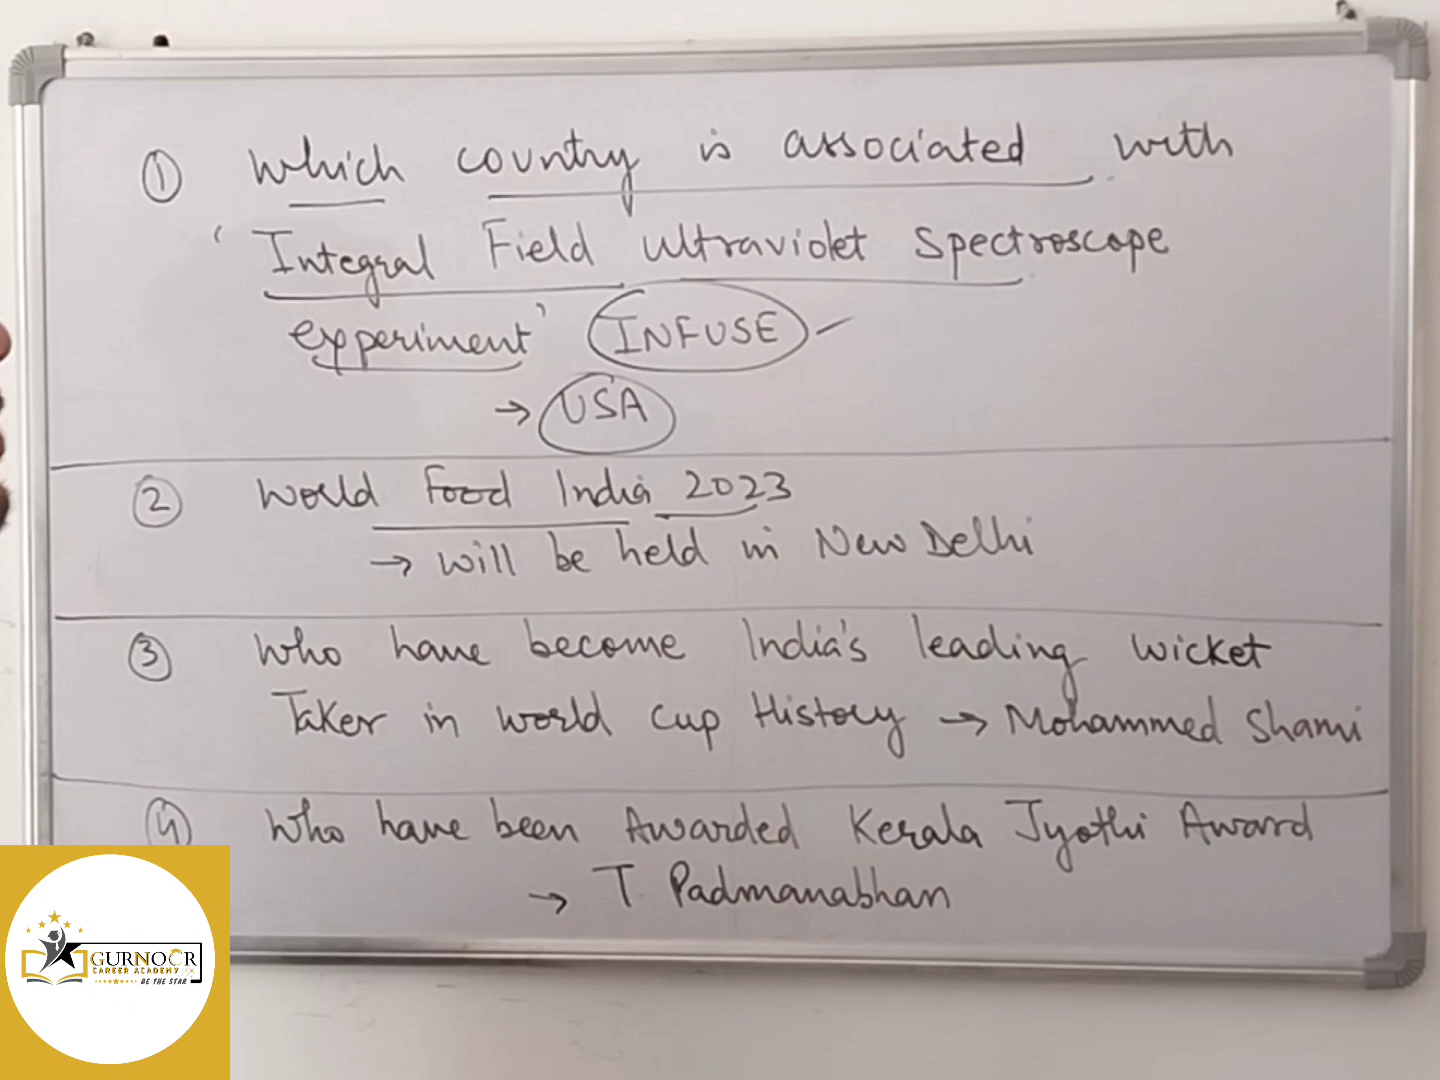 ① Which country is associated with
' Integral Field ultraviolet Spectroscope
experiment' INFUSE
→ USA
② World Food India 2023
→ will be held in New Delhi
③ Who have become India's leading wicket
Taker in world cup History → Mohammed Shami
④ Who have been Awarded Kerala Jyothi Award
→ T Padmanabhan
GURNOOR
CAREER ACADEMY
BE THE STAR